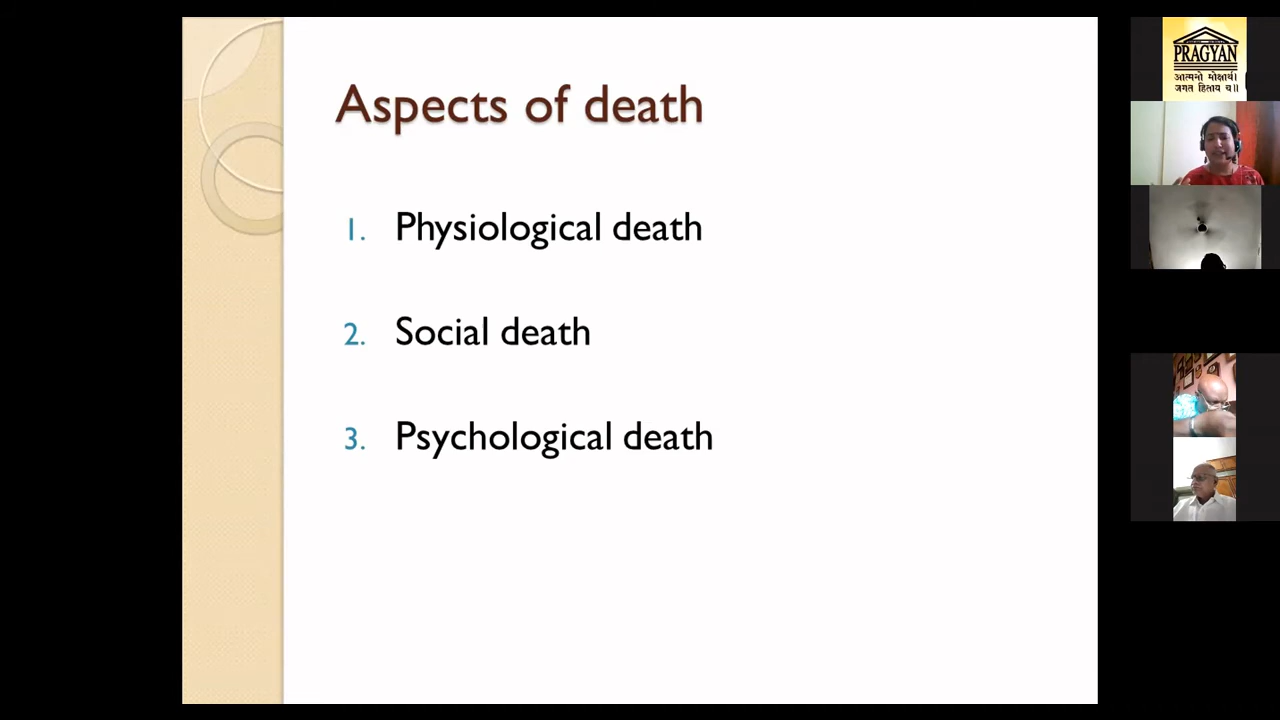 Aspects of death
1. Physiological death
2. Social death
3. Psychological death
PRAGYAN
आत्मनो मोक्षार्थं।
जगत हिताय च॥